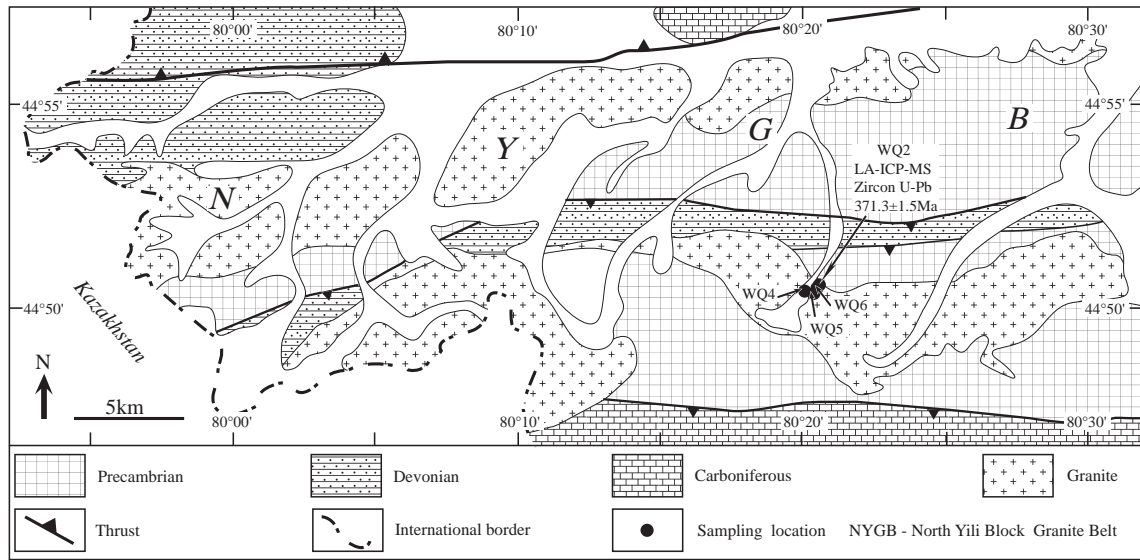 80°00' 80°10' 80°20' 80°30'
44°55' 44°55'
N Y G B
WQ2
LA-ICP-MS
Zircon U-Pb
371.3±1.5Ma
WQ4
WQ6
WQ5
44°50' 44°50'
Kazakhstan
N
5km
80°00' 80°10' 80°20' 80°30'
Precambrian Devonian Carboniferous Granite
Thrust International border Sampling location NYGB - North Yili Block Granite Belt